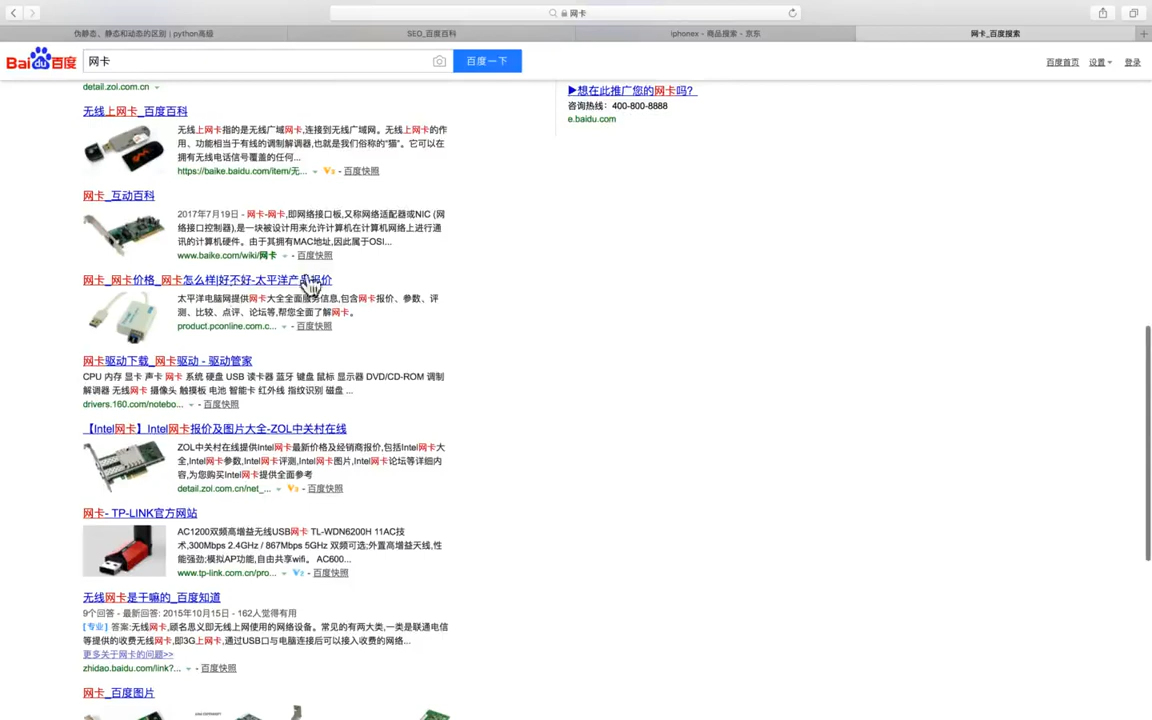 网卡
伪静态、静态和动态的区别 | python高级
SEO_百度百科
iphonex - 商品搜索 - 京东
网卡_百度搜索
Bai du 百度
网卡
百度一下
百度首页 设置 登录
detail.zol.com.cn
▶想在此推广您的网卡吗？
咨询热线：400-800-8888
e.baidu.com
无线上网卡_百度百科
无线上网卡指的是无线广域网卡,连接到无线广域网。无线上网卡的作
用、功能相当于有线的调制解调器,也就是我们俗称的“猫”。它可以在
拥有无线电话信号覆盖的任何...
https://baike.baidu.com/item/无... V3 - 百度快照
网卡_互动百科
2017年7月19日 - 网卡-网卡,即网络接口板,又称网络适配器或NIC (网
络接口控制器),是一块被设计用来允许计算机在计算机网络上进行通
讯的计算机硬件。由于其拥有MAC地址,因此属于OSI...
www.baike.com/wiki/网卡 - 百度快照
网卡_网卡价格_网卡怎么样|好不好-太平洋产品报价
太平洋电脑网提供网卡大全全面服务信息,包含网卡报价、参数、评
测、比较、点评、论坛等,帮您全面了解网卡。
product.pconline.com.c... - 百度快照
网卡驱动下载_网卡驱动 - 驱动管家
CPU 内存 显卡 声卡 网卡 系统 硬盘 USB 读卡器 蓝牙 键盘 鼠标 显示器 DVD/CD-ROM 调制
解调器 无线网卡 摄像头 触摸板 电池 智能卡 红外线 指纹识别 磁盘 ...
drivers.160.com/notebo... - 百度快照
【Intel网卡】Intel网卡报价及图片大全-ZOL中关村在线
ZOL中关村在线提供Intel网卡最新价格及经销商报价,包括Intel网卡大
全,Intel网卡参数,Intel网卡评测,Intel网卡图片,Intel网卡论坛等详细内
容,为您购买Intel网卡提供全面参考
detail.zol.com.cn/net_... V3 - 百度快照
网卡- TP-LINK官方网站
AC1200双频高增益无线USB网卡 TL-WDN6200H 11AC技
术,300Mbps 2.4GHz / 867Mbps 5GHz 双频可选;外置高增益天线,性
能强劲;模拟AP功能,自由共享wifi。 AC600...
www.tp-link.com.cn/pro... V2 - 百度快照
无线网卡是干嘛的_百度知道
9个回答 - 最新回答: 2015年10月15日 - 162人觉得有用
[专业] 答案:无线网卡,顾名思义即无线上网使用的网络设备。常见的有两大类,一类是联通电信
等提供的收费无线网卡,即3G上网卡,通过USB口与电脑连接后可以接入收费的网络...
更多关于网卡的问题>>
zhidao.baidu.com/link?... - 百度快照
网卡_百度图片